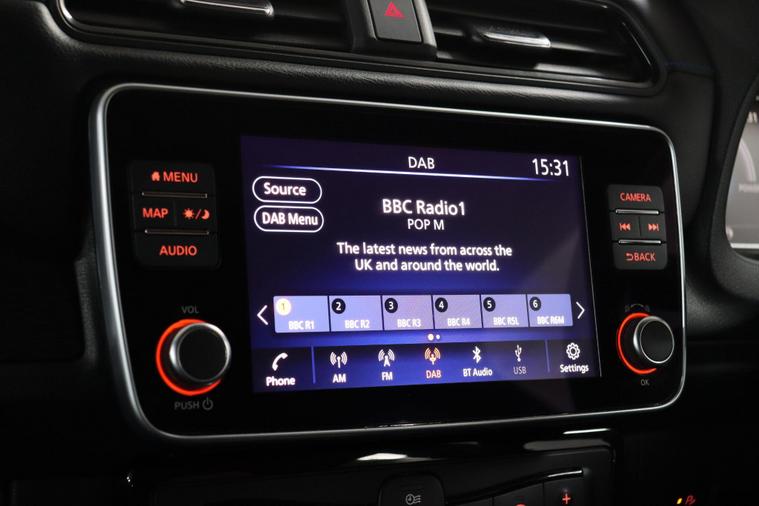 DAB
15:31
Source
DAB Menu
BBC Radio1
POP M
The latest news from across the
UK and around the world.
1 2 3 4 5 6
BBC R1 BBC R2 BBC R3 BBC R4 BBC R5L BBC R6M
Phone AM FM DAB BT Audio USB Settings
MENU
MAP
AUDIO
VOL
PUSH
CAMERA
BACK
OK